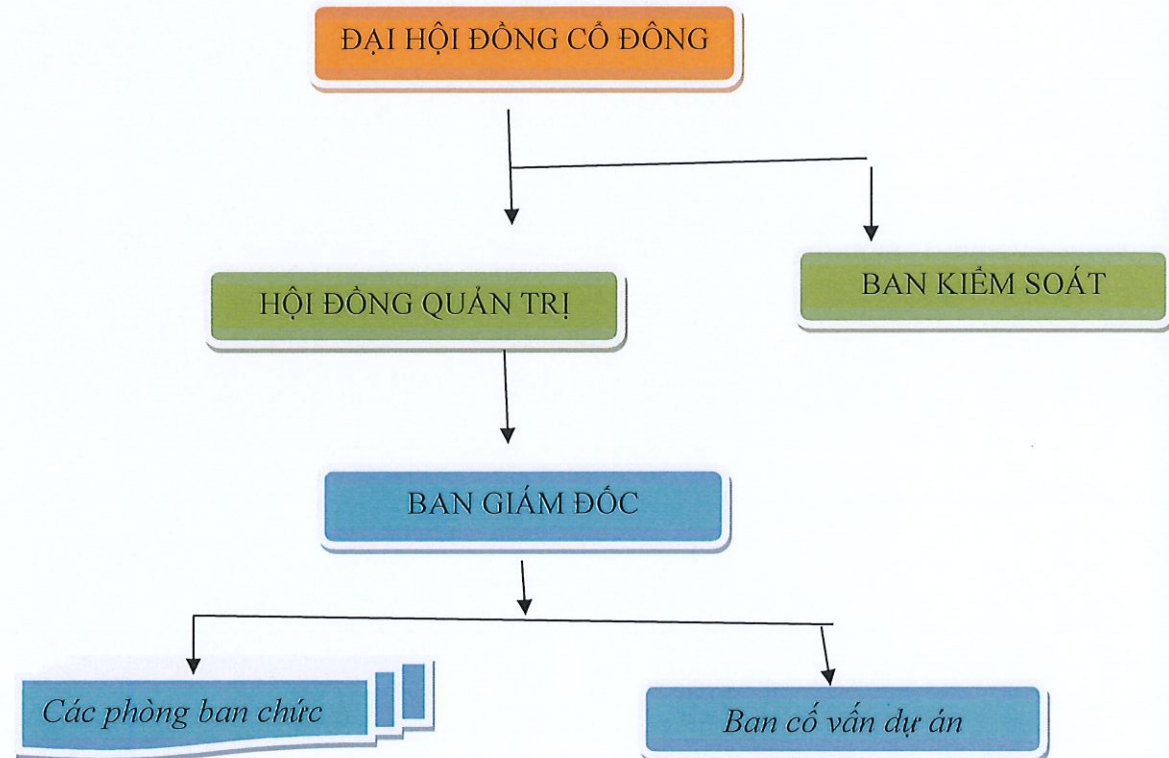 ĐẠI HỘI ĐỒNG CỔ ĐÔNG
HỘI ĐỒNG QUẢN TRỊ
BAN KIỂM SOÁT
BAN GIÁM ĐỐC
Các phòng ban chức
Ban cố vấn dự án